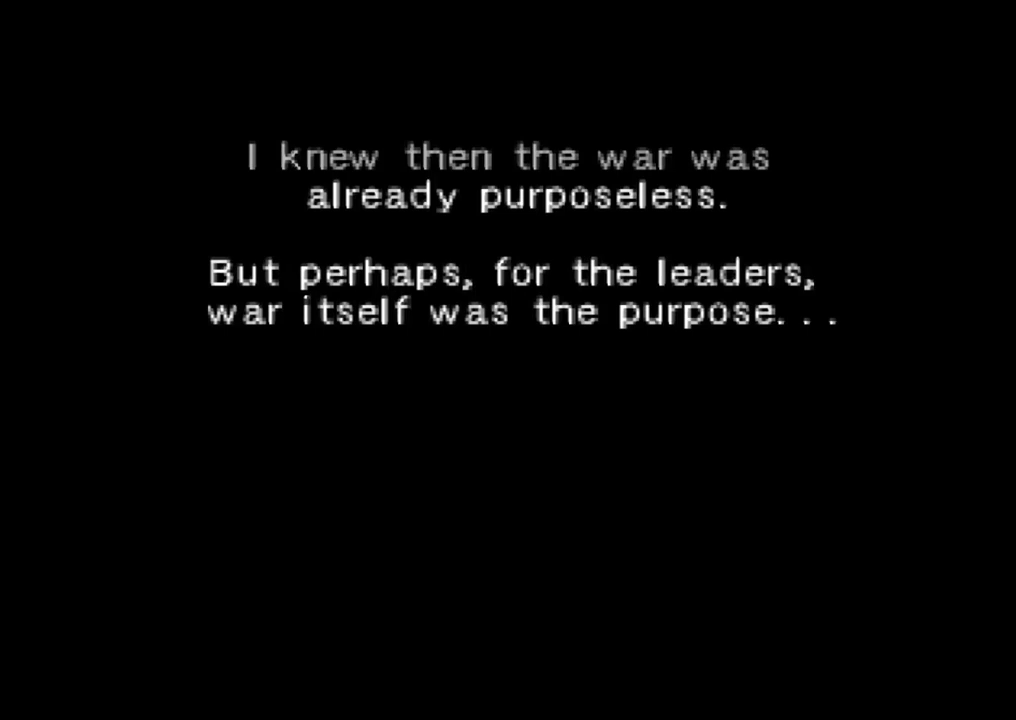 I knew then the war was
already purposeless.
But perhaps, for the leaders,
war itself was the purpose...